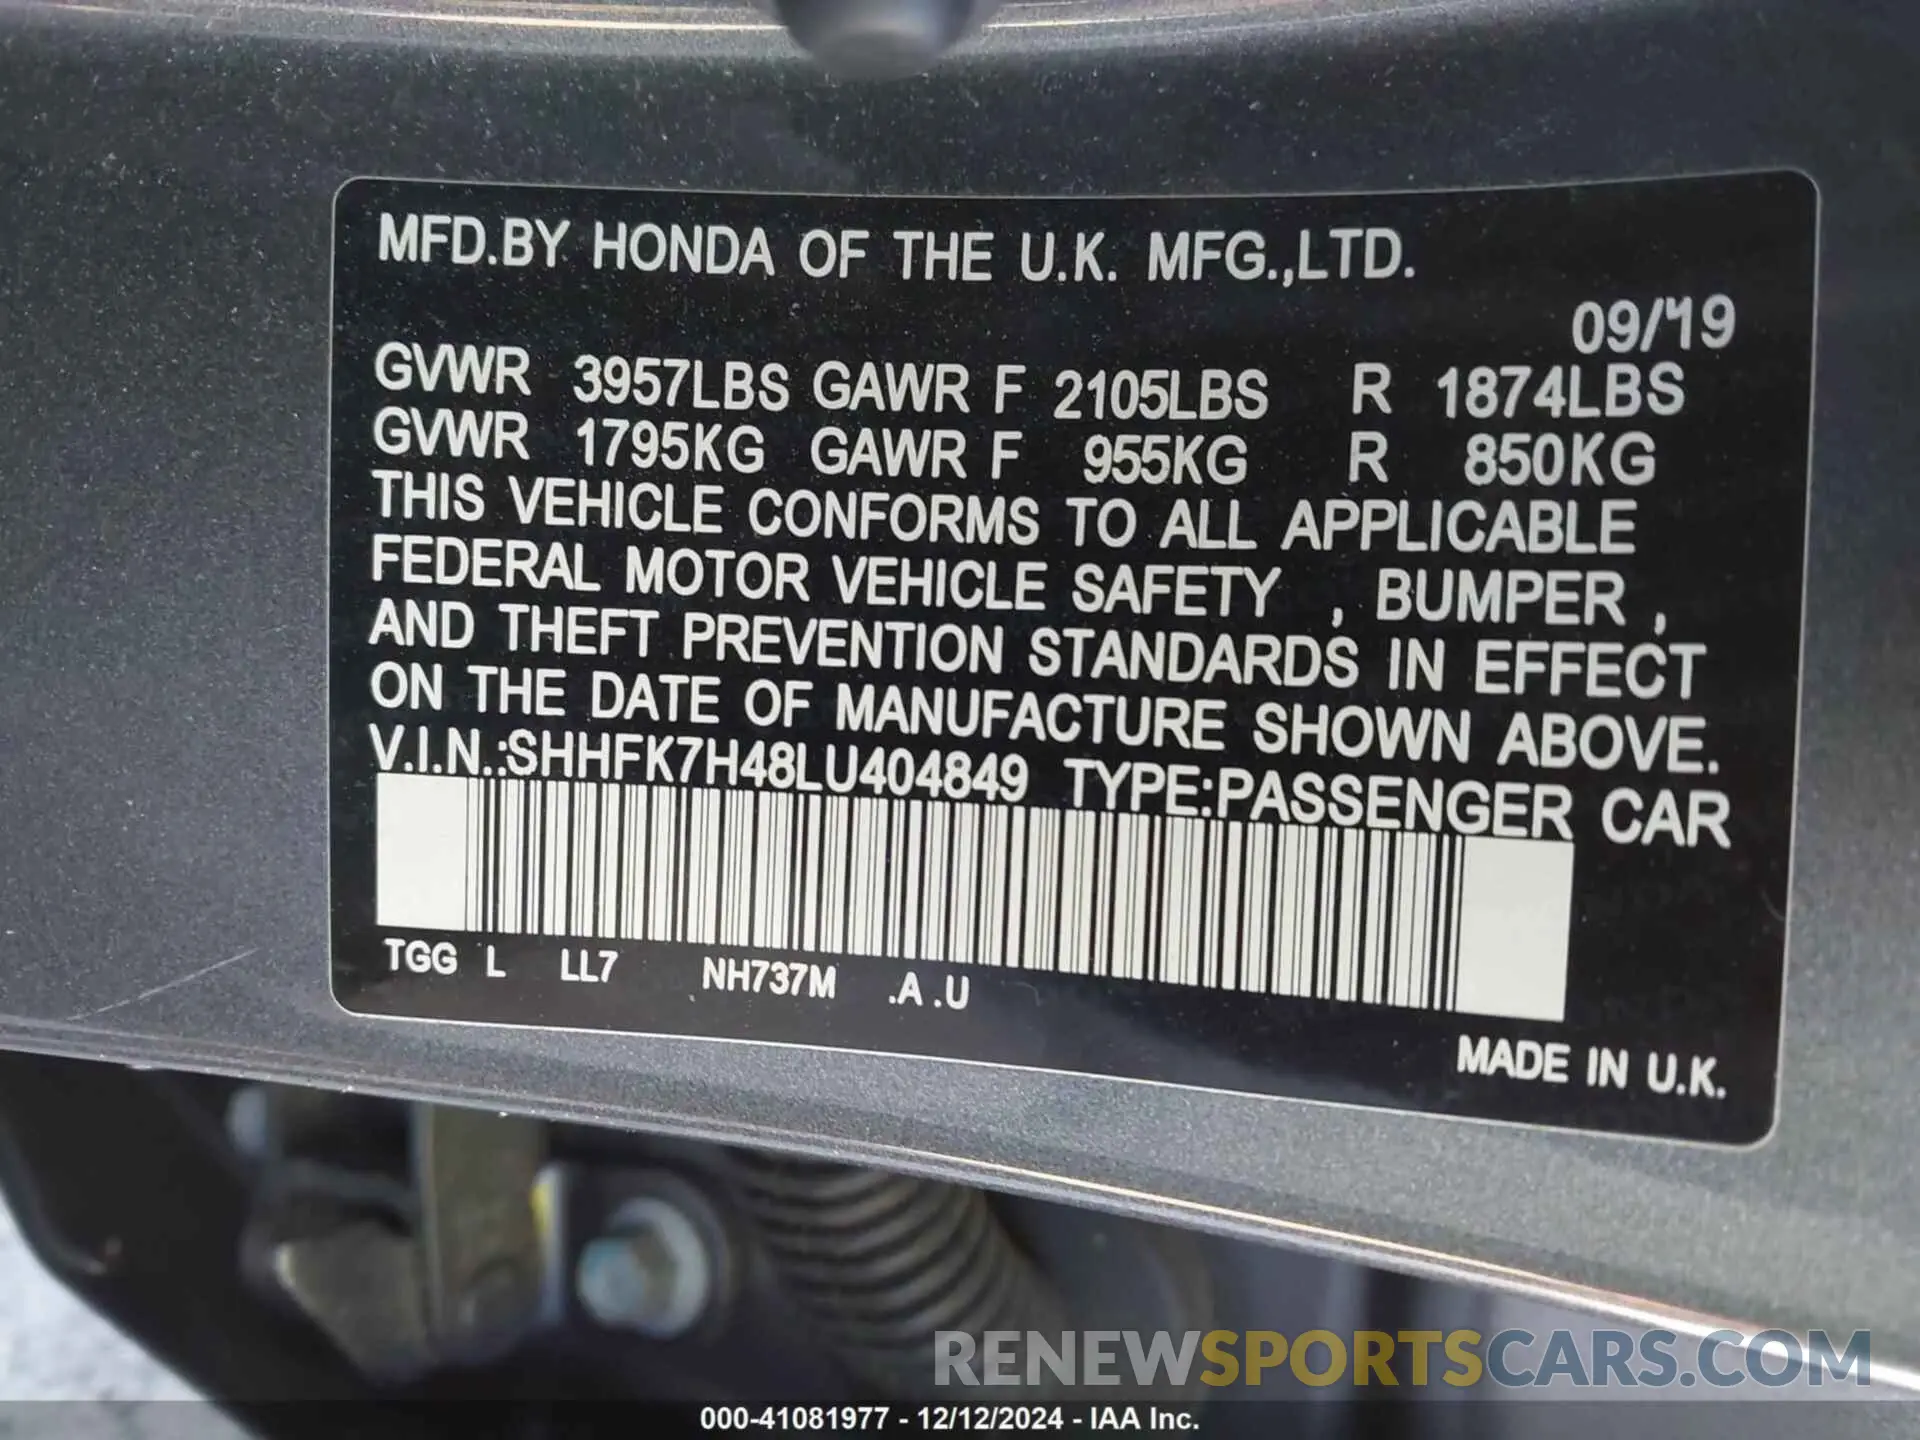 MFD.BY HONDA OF THE U.K. MFG.,LTD.
09/19
GVWR 3957LBS GAWR F 2105LBS R 1874LBS
GVWR 1795KG GAWR F 955KG R 850KG
THIS VEHICLE CONFORMS TO ALL APPLICABLE
FEDERAL MOTOR VEHICLE SAFETY , BUMPER ,
AND THEFT PREVENTION STANDARDS IN EFFECT
ON THE DATE OF MANUFACTURE SHOWN ABOVE.
V.I.N.:SHHFK7H48LU404849 TYPE:PASSENGER CAR
TGG L LL7 NH737M .A .U
MADE IN U.K.
RENEWSPORTSCARS.COM
000-41081977 - 12/12/2024 - IAA Inc.